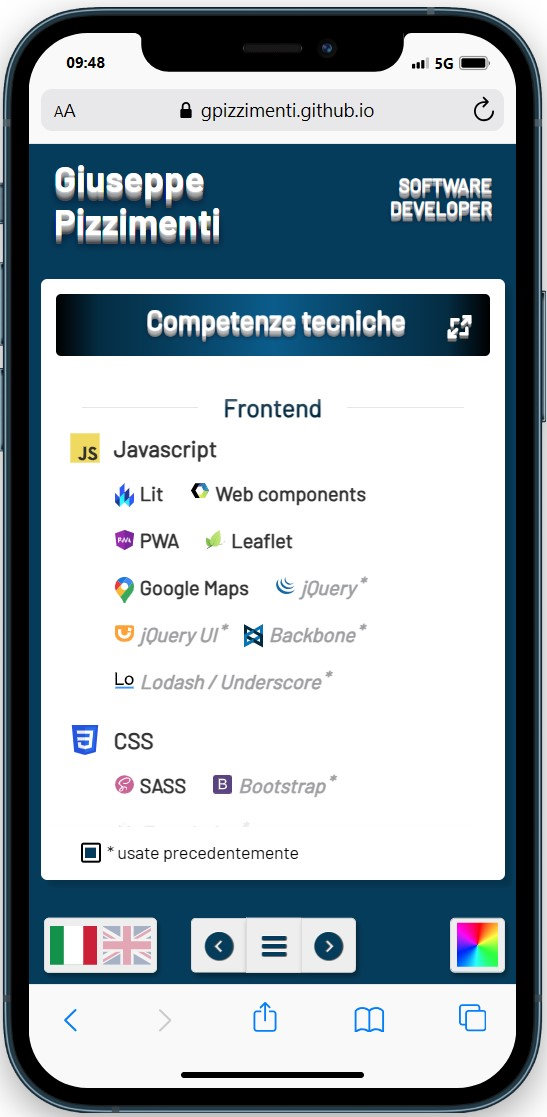 09:48
5G
AA
gpizzimenti.github.io
Giuseppe
Pizzimenti
SOFTWARE
DEVELOPER
Competenze tecniche
Frontend
JS Javascript
Lit Web components
PWA PWA Leaflet
Google Maps jQuery*
jQuery UI* Backbone*
Lo Lodash / Underscore*
3 CSS
SASS B Bootstrap*
* usate precedentemente